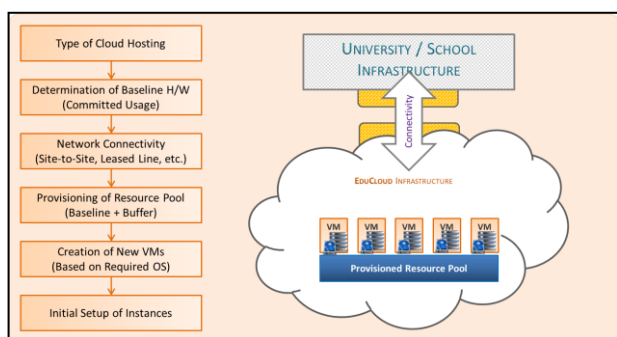 Type of Cloud Hosting
Determination of Baseline H/W
(Committed Usage)
Network Connectivity
(Site-to-Site, Leased Line, etc.)
Provisioning of Resource Pool
(Baseline + Buffer)
Creation of New VMs
(Based on Required OS)
Initial Setup of Instances
UNIVERSITY / SCHOOL
INFRASTRUCTURE
Connectivity
EDUCLOUD INFRASTRUCTURE
VM VM VM VM VM
Provisioned Resource Pool